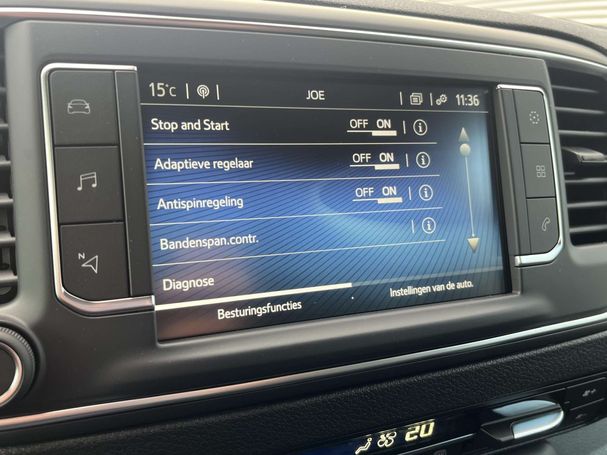 15°C JOE 11:36
Stop and Start OFF ON i
Adaptieve regelaar OFF ON i
Antispinregeling OFF ON i
Bandenspan.contr. i
Diagnose
Besturingsfuncties Instellingen van de auto.
N
20